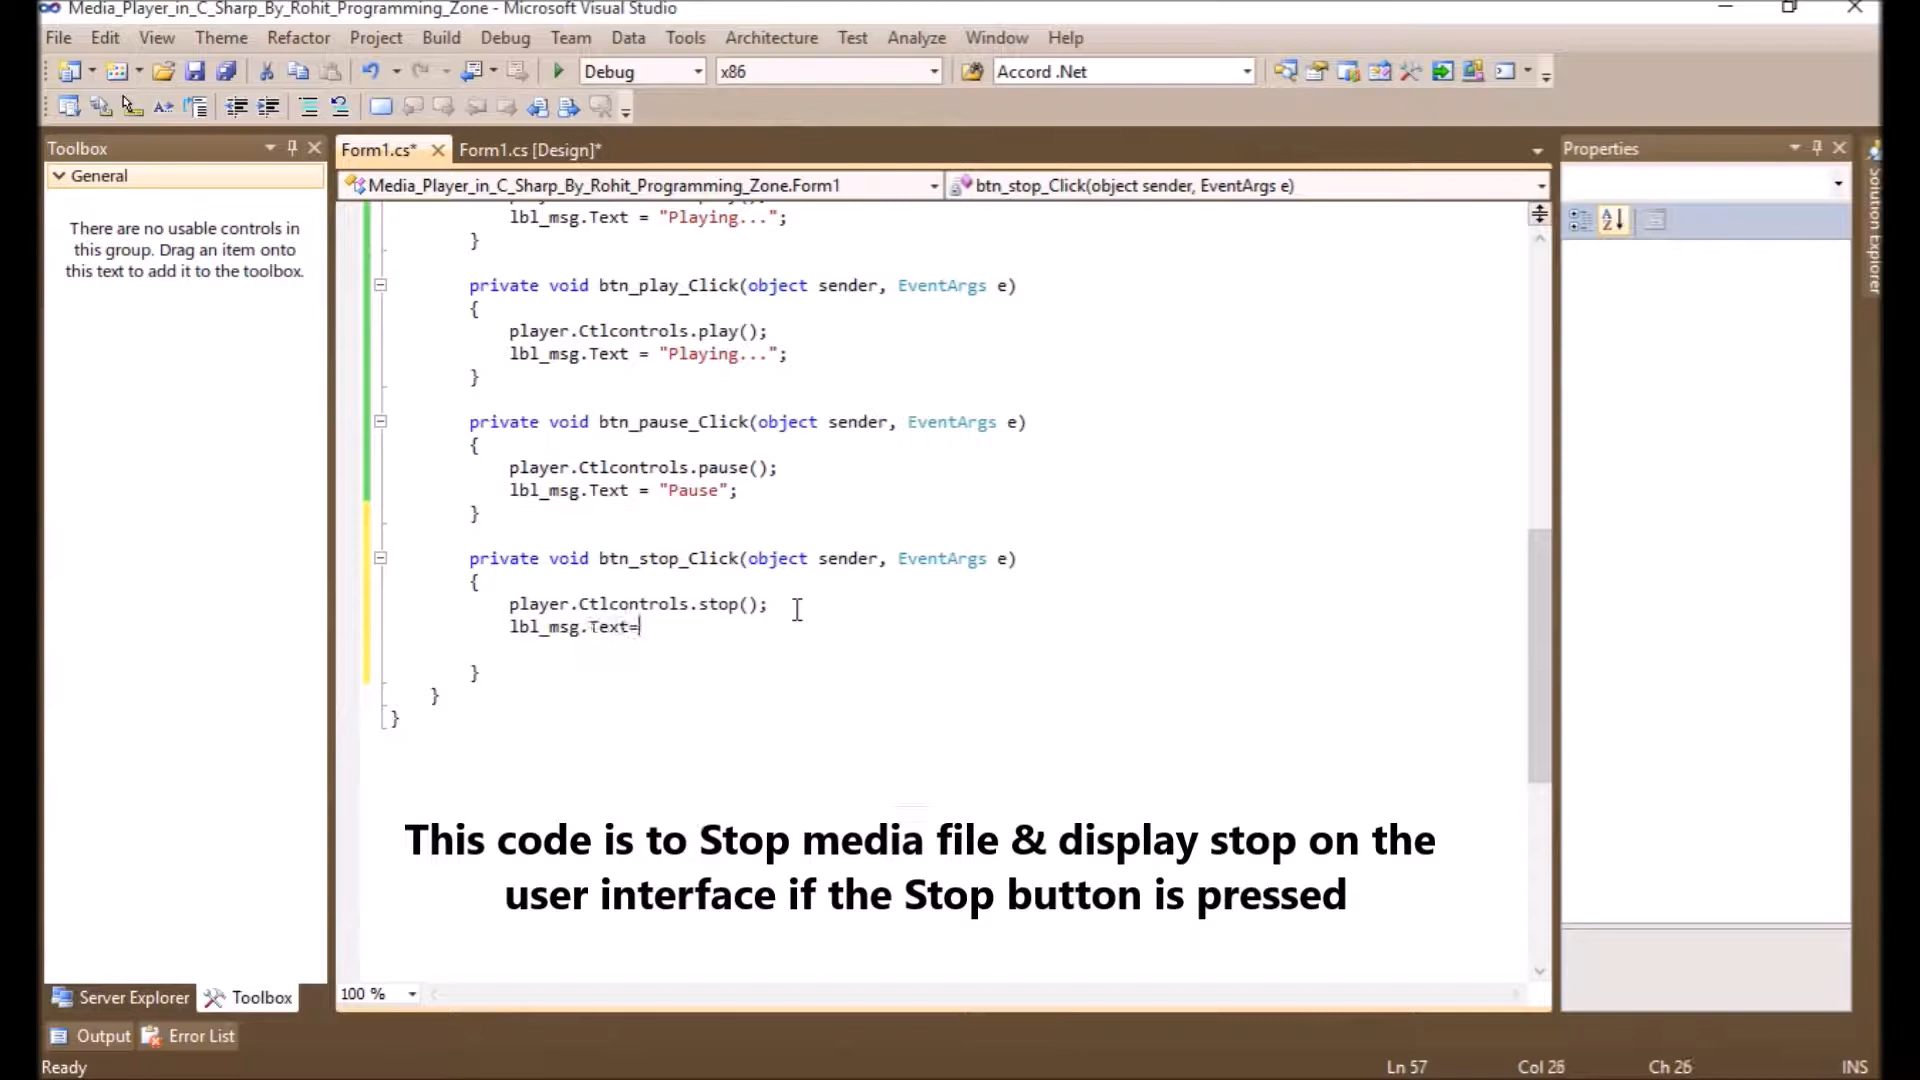 Media_Player_in_C_Sharp_By_Rohit_Programming_Zone - Microsoft Visual Studio
File Edit View Theme Refactor Project Build Debug Team Data Tools Architecture Test Analyze Window Help
Debug x86 Accord .Net
Toolbox
General
There are no usable controls in
this group. Drag an item onto
this text to add it to the toolbox.
Form1.cs* Form1.cs [Design]*
Media_Player_in_C_Sharp_By_Rohit_Programming_Zone.Form1 btn_stop_Click(object sender, EventArgs e)
lbl_msg.Text = "Playing...";
}
private void btn_play_Click(object sender, EventArgs e)
{
player.Ctlcontrols.play();
lbl_msg.Text = "Playing...";
}
private void btn_pause_Click(object sender, EventArgs e)
{
player.Ctlcontrols.pause();
lbl_msg.Text = "Pause";
}
private void btn_stop_Click(object sender, EventArgs e)
{
player.Ctlcontrols.stop();
lbl_msg.Text=
}
}
}
This code is to Stop media file & display stop on the
user interface if the Stop button is pressed
100 %
Properties
Solution Explorer
Server Explorer Toolbox
Output Error List
Ready Ln 57 Col 26 Ch 26 INS